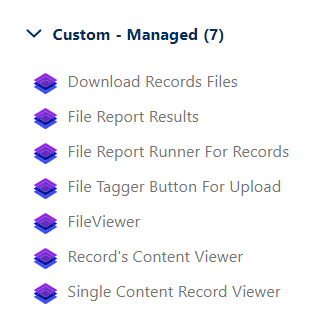 Custom - Managed (7)
Download Records Files
File Report Results
File Report Runner For Records
File Tagger Button For Upload
FileViewer
Record's Content Viewer
Single Content Record Viewer